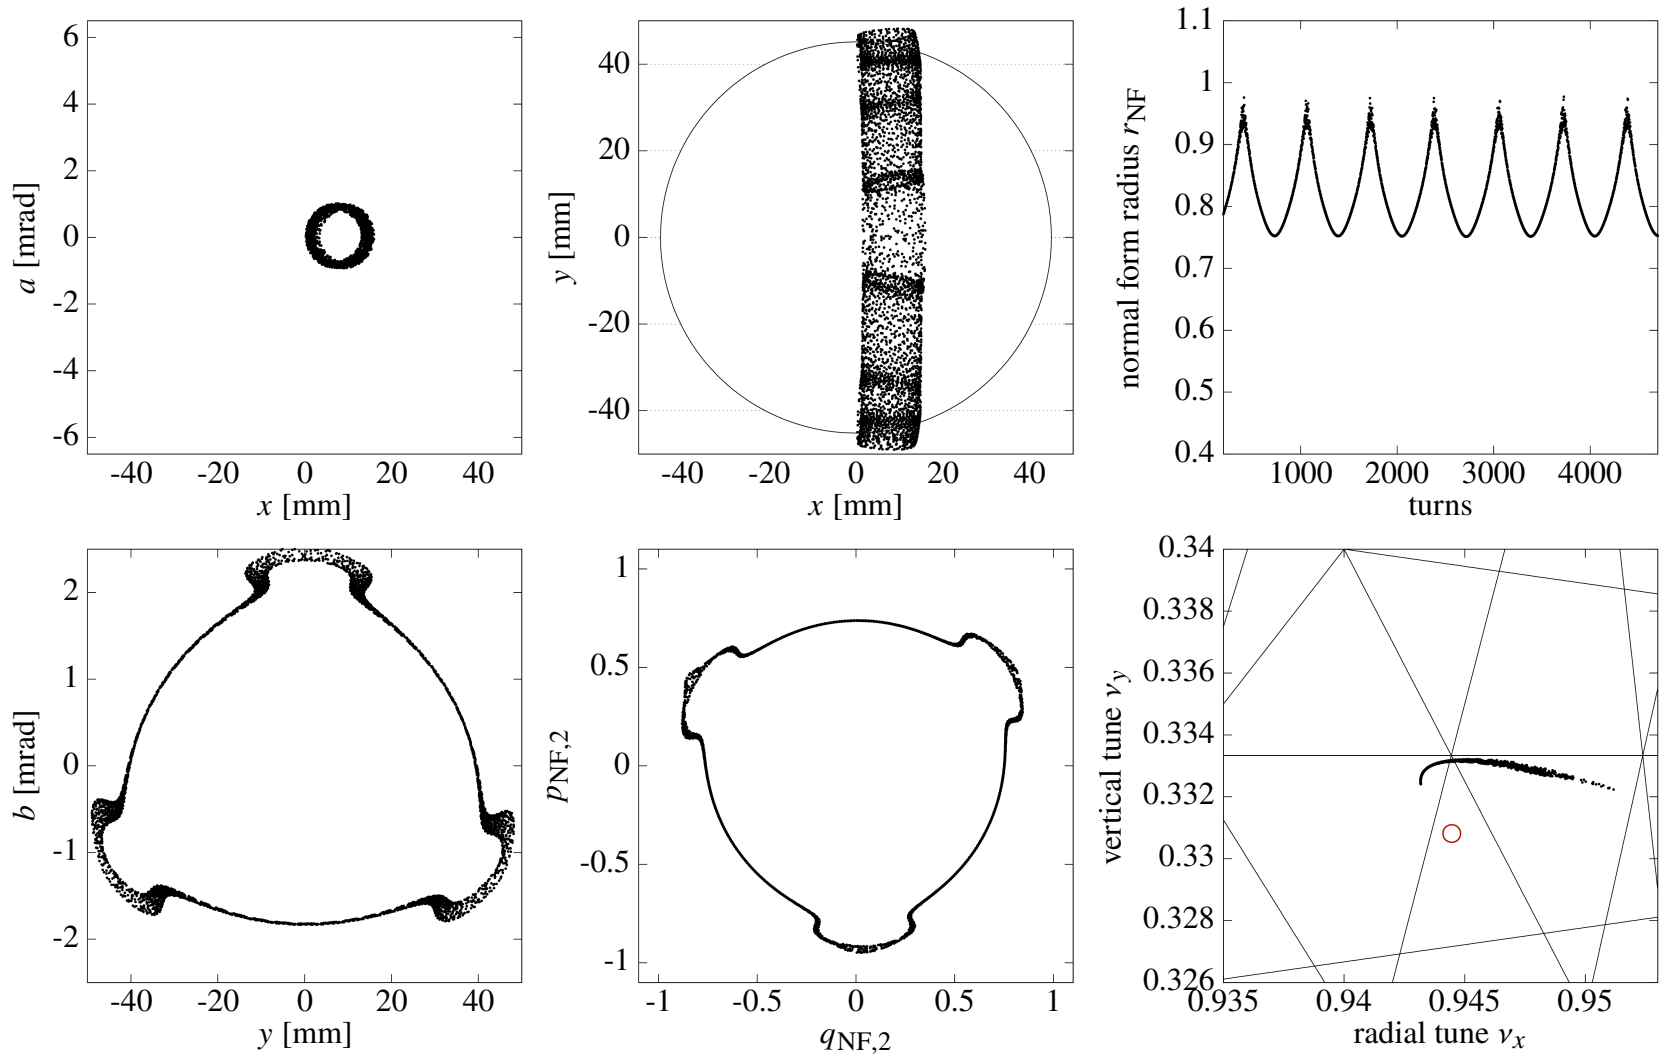 6
4
2
0
-2
-4
-6
a [mrad]
-40 -20 0 20 40
x [mm]
40
20
0
-20
-40
y [mm]
-40 -20 0 20 40
x [mm]
1.1
1
0.9
0.8
0.7
0.6
0.5
0.4
normal form radius rNF
1000 2000 3000 4000
turns
2
1
0
-1
-2
b [mrad]
-40 -20 0 20 40
y [mm]
1
0.5
0
-0.5
-1
pNF,2
-1 -0.5 0 0.5 1
qNF,2
0.34
0.338
0.336
0.334
0.332
0.33
0.328
0.326
vertical tune νy
0.935 0.94 0.945 0.95
radial tune νx